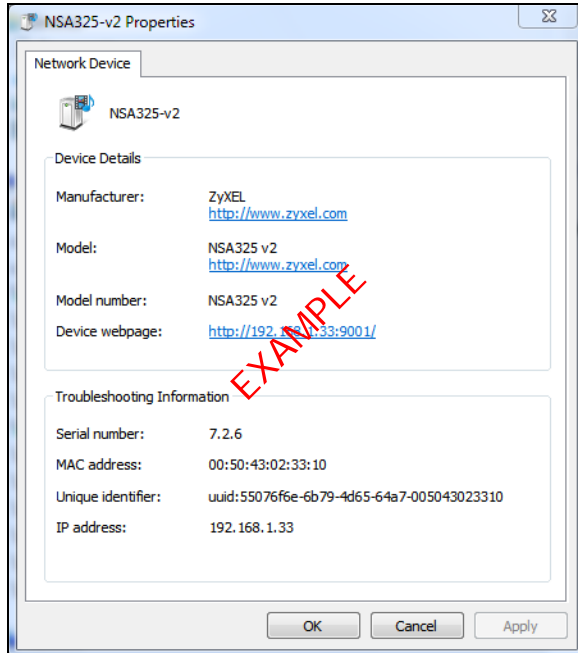 NSA325-v2 Properties
Network Device
NSA325-v2
Device Details
Manufacturer: ZyXEL
http://www.zyxel.com
Model: NSA325 v2
http://www.zyxel.com
Model number: NSA325 v2
Device webpage: http://192.168.1.33:9001/
EXAMPLE
Troubleshooting Information
Serial number: 7.2.6
MAC address: 00:50:43:02:33:10
Unique identifier: uuid:55076f6e-6b79-4d65-64a7-005043023310
IP address: 192.168.1.33
OK Cancel Apply